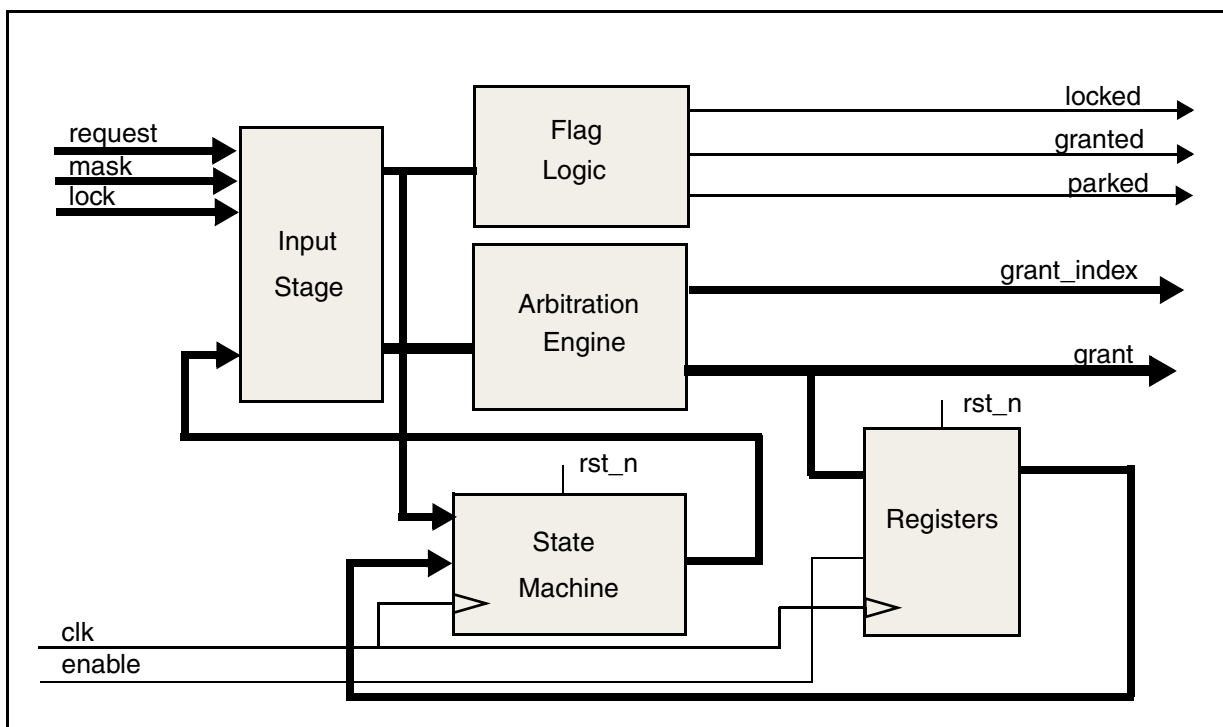 request
mask
lock
Input
Stage
Flag
Logic
locked
granted
parked
Arbitration
Engine
grant_index
grant
rst_n
rst_n
State
Machine
Registers
clk
enable